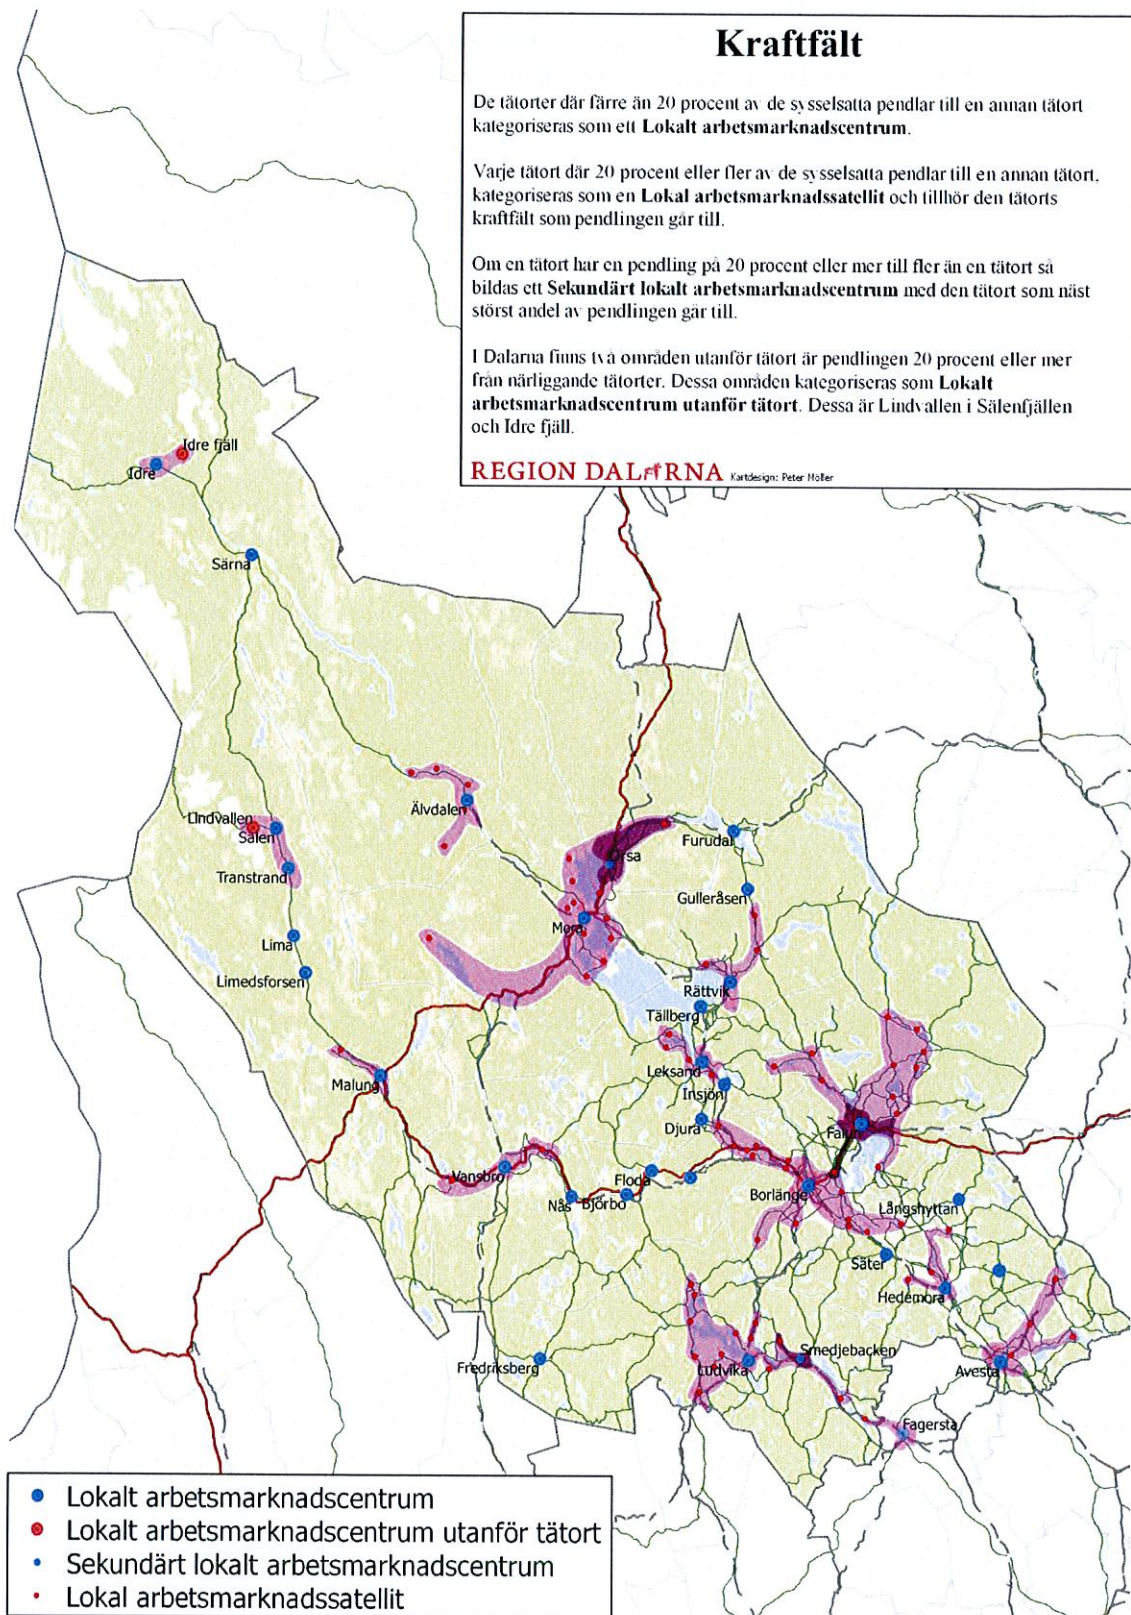 Kraftfält
De tätorter där färre än 20 procent av de sysselsatta pendlar till en annan tätort
kategoriseras som ett Lokalt arbetsmarknadscentrum.
Varje tätort där 20 procent eller fler av de sysselsatta pendlar till en annan tätort,
kategoriseras som en Lokal arbetsmarknadssatellit och tillhör den tätorts
kraftfält som pendlingen går till.
Om en tätort har en pendling på 20 procent eller mer till fler än en tätort så
bildas ett Sekundärt lokalt arbetsmarknadscentrum med den tätort som näst
störst andel av pendlingen går till.
I Dalarna finns två områden utanför tätort är pendlingen 20 procent eller mer
från närliggande tätorter. Dessa områden kategoriseras som Lokalt
arbetsmarknadscentrum utanför tätort. Dessa är Lindvallen i Sälenfjällen
och Idre fjäll.
REGION DALARNA Kartdesign: Peter Möller
Idre fjäll
Idre
Särna
Älvdalen
Lindvallen
Sälen
Transtrand
Orsa
Furudal
Gulleråsen
Mora
Lima
Limedsforsen
Rättvik
Tällberg
Leksand
Malung
Insjön
Djura
Falun
Vansbro
Floda
Nås
Björbo
Borlänge
Långshyttan
Säter
Hedemora
Fredriksberg
Ludvika
Smedjebacken
Avesta
Fagersta
Lokalt arbetsmarknadscentrum
Lokalt arbetsmarknadscentrum utanför tätort
Sekundärt lokalt arbetsmarknadscentrum
Lokal arbetsmarknadssatellit